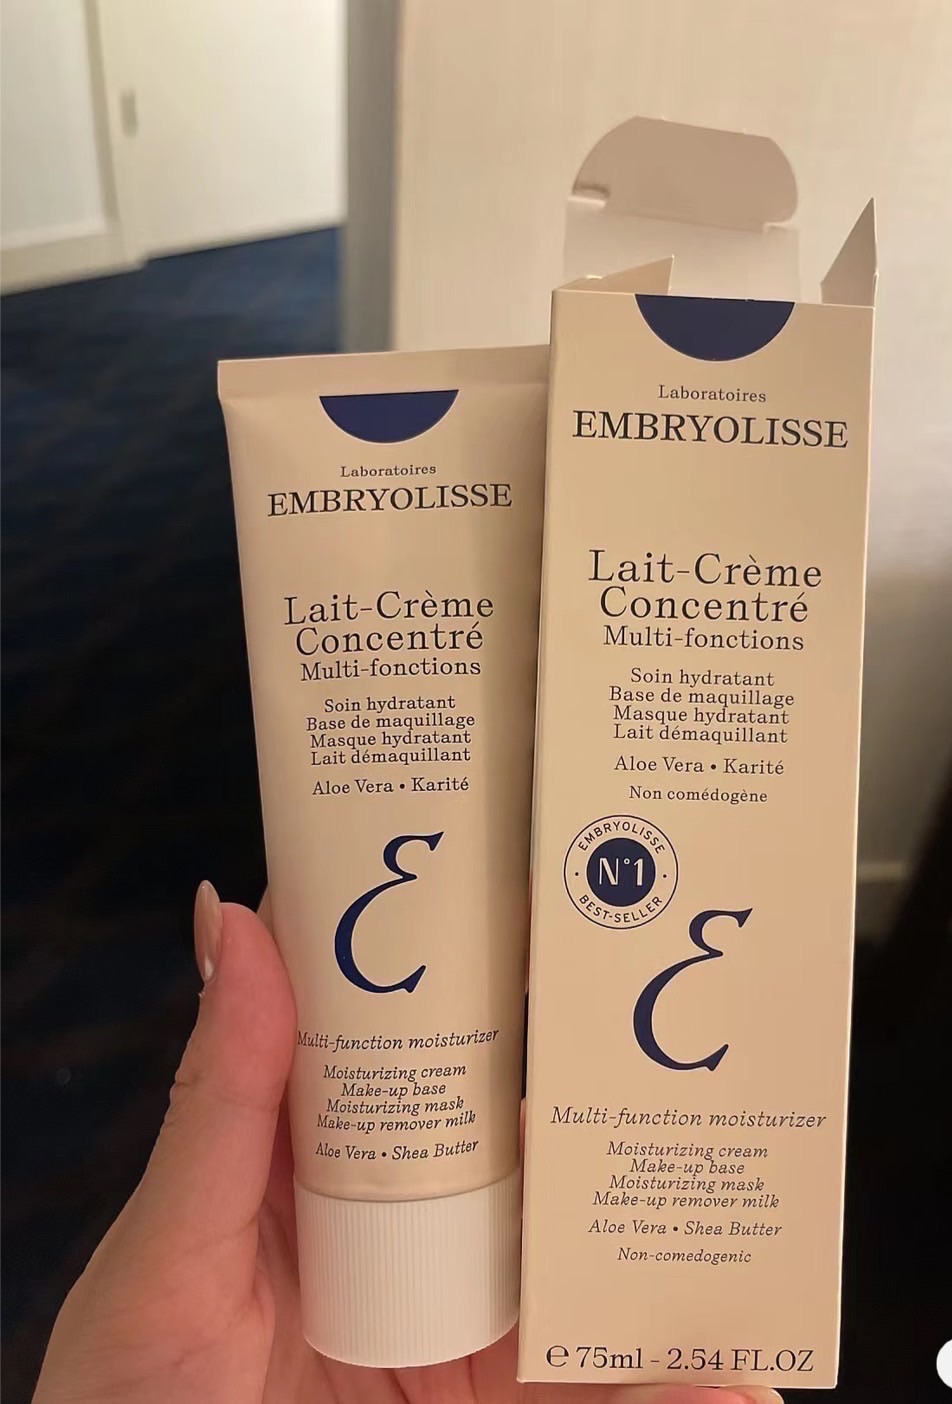 Laboratoires
EMBRYOLISSE
Lait-Crème
Concentré
Multi-fonctions
Soin hydratant
Base de maquillage
Masque hydratant
Lait démaquillant
Aloe Vera • Karité
Ɛ
Multi-function moisturizer
Moisturizing cream
Make-up base
Moisturizing mask
Make-up remover milk
Aloe Vera • Shea Butter
Laboratoires
EMBRYOLISSE
Lait-Crème
Concentré
Multi-fonctions
Soin hydratant
Base de maquillage
Masque hydratant
Lait démaquillant
Aloe Vera • Karité
Non comédogène
EMBRYOLISSE
N°1
BEST-SELLER
Ɛ
Multi-function moisturizer
Moisturizing cream
Make-up base
Moisturizing mask
Make-up remover milk
Aloe Vera • Shea Butter
Non-comedogenic
℮ 75ml - 2.54 FL.OZ